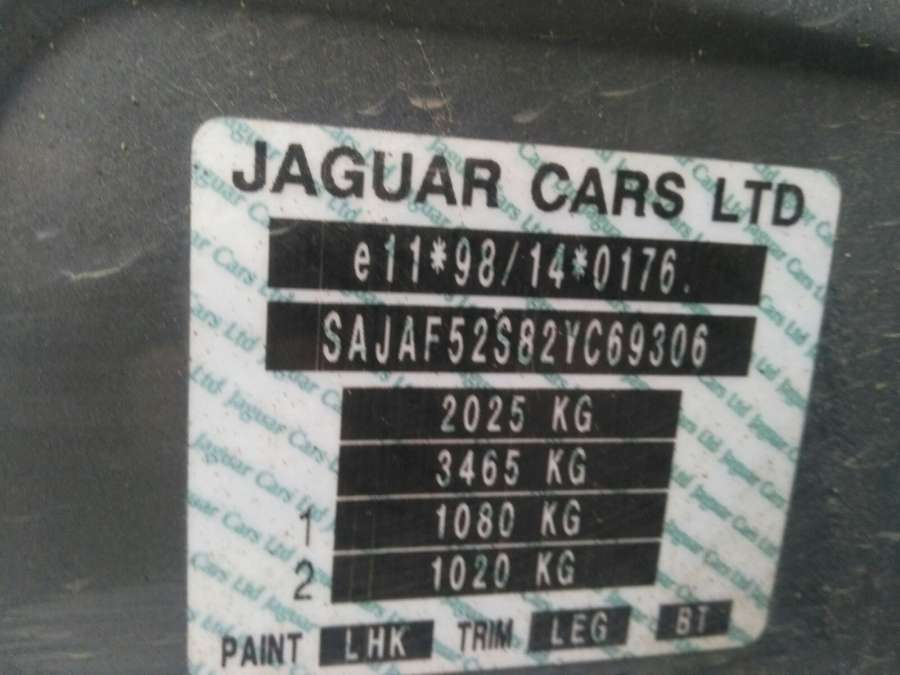 JAGUAR CARS LTD
e11*98/14*0176.
SAJAF52S82YC69306
2025 KG
3465 KG
1 1080 KG
2 1020 KG
PAINT LHK TRIM LEG BT